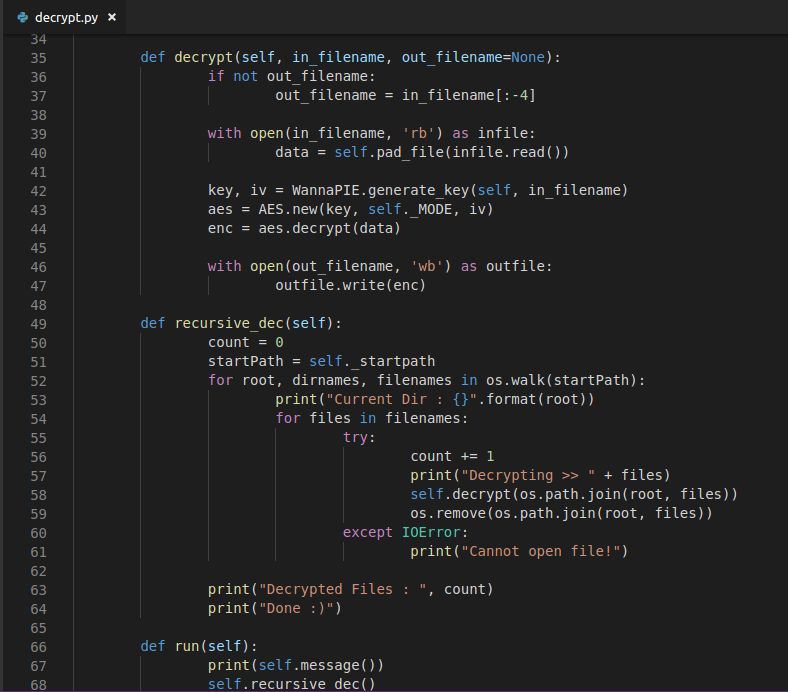 decrypt.py ×
34
35 def decrypt(self, in_filename, out_filename=None):
36 if not out_filename:
37 out_filename = in_filename[:-4]
38
39 with open(in_filename, 'rb') as infile:
40 data = self.pad_file(infile.read())
41
42 key, iv = WannaPIE.generate_key(self, in_filename)
43 aes = AES.new(key, self._MODE, iv)
44 enc = aes.decrypt(data)
45
46 with open(out_filename, 'wb') as outfile:
47 outfile.write(enc)
48
49 def recursive_dec(self):
50 count = 0
51 startPath = self._startpath
52 for root, dirnames, filenames in os.walk(startPath):
53 print("Current Dir : {}".format(root))
54 for files in filenames:
55 try:
56 count += 1
57 print("Decrypting >> " + files)
58 self.decrypt(os.path.join(root, files))
59 os.remove(os.path.join(root, files))
60 except IOError:
61 print("Cannot open file!")
62
63 print("Decrypted Files : ", count)
64 print("Done :)")
65
66 def run(self):
67 print(self.message())
68 self.recursive_dec()